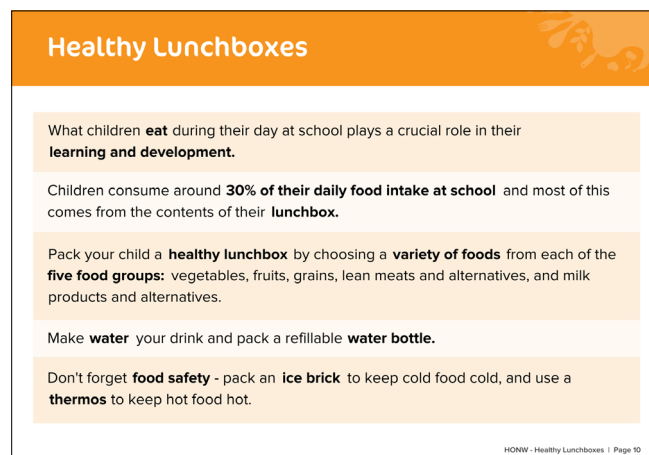 Healthy Lunchboxes
What children eat during their day at school plays a crucial role in their
learning and development.
Children consume around 30% of their daily food intake at school and most of this
comes from the contents of their lunchbox.
Pack your child a healthy lunchbox by choosing a variety of foods from each of the
five food groups: vegetables, fruits, grains, lean meats and alternatives, and milk
products and alternatives.
Make water your drink and pack a refillable water bottle.
Don't forget food safety - pack an ice brick to keep cold food cold, and use a
thermos to keep hot food hot.
HONW - Healthy Lunchboxes | Page 10